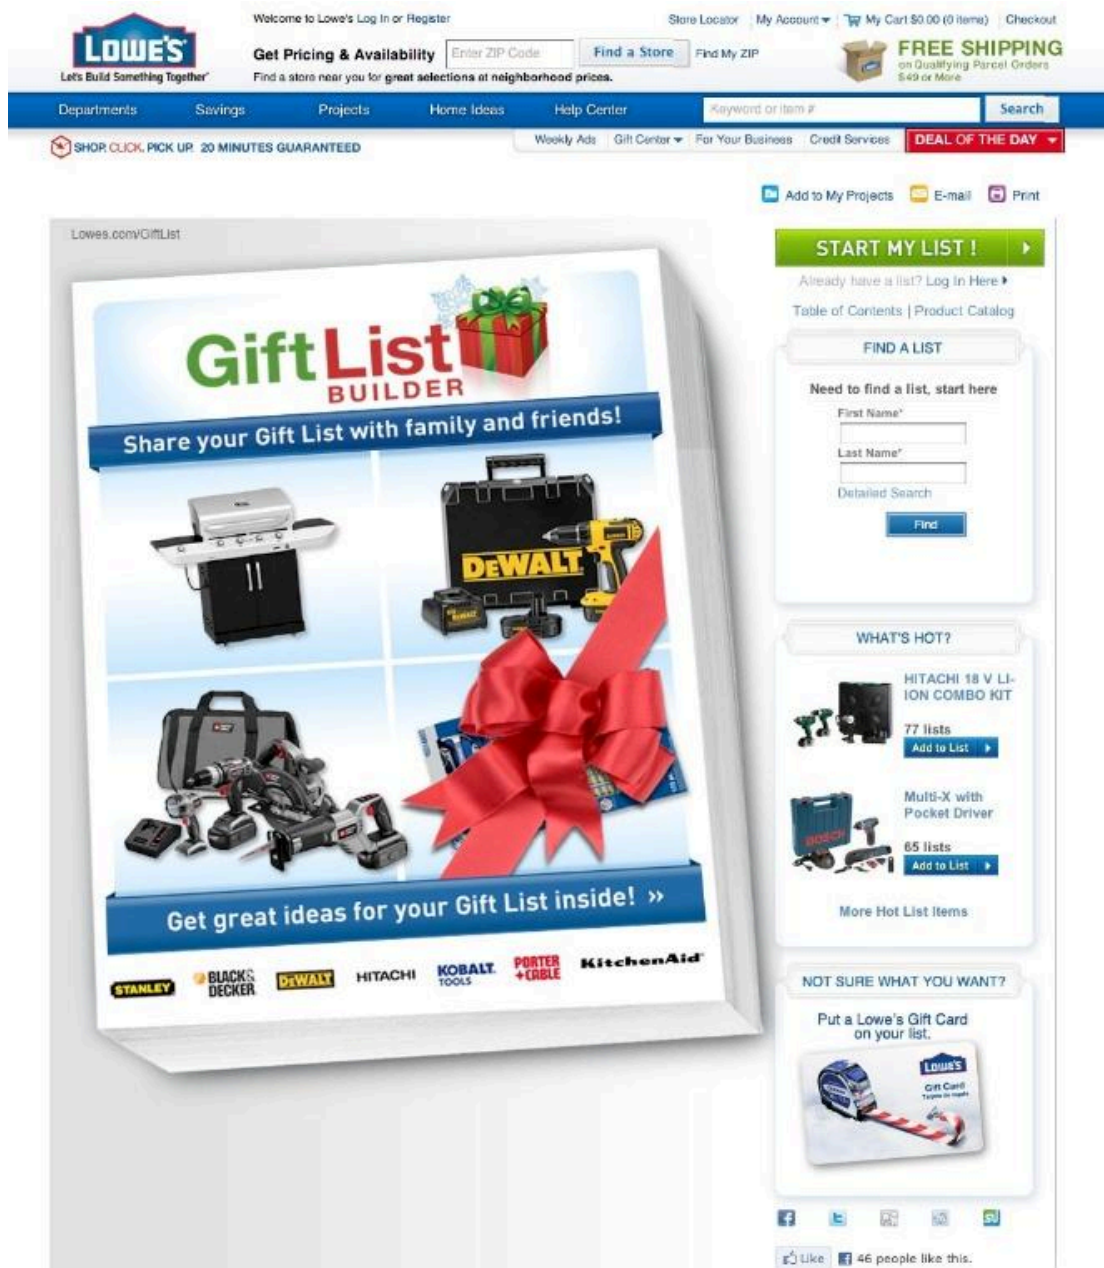 Welcome to Lowe's Log In or Register
Store Locator
My Account
My Cart $0.00 (0 items)
Checkout
LOWE'S
Let's Build Something Together
Get Pricing & Availability
Enter ZIP Code
Find a Store
Find My ZIP
Find a store near you for great selections at neighborhood prices.
FREE SHIPPING
on Qualifying Parcel Orders
$49 or More
Departments
Savings
Projects
Home Ideas
Help Center
Keyword or item #
Search
SHOP. CLICK. PICK UP. 20 MINUTES GUARANTEED
Weekly Ads
Gift Center
For Your Business
Credit Services
DEAL OF THE DAY
Add to My Projects
E-mail
Print
Lowes.com/GiftList
Gift List
BUILDER
Share your Gift List with family and friends!
DEWALT
Get great ideas for your Gift List inside! »
STANLEY
BLACK &
DECKER
DEWALT
HITACHI
KOBALT
TOOLS
PORTER
+CABLE
KitchenAid
START MY LIST !
Already have a list? Log In Here
Table of Contents | Product Catalog
FIND A LIST
Need to find a list, start here
First Name*
Last Name*
Detailed Search
Find
WHAT'S HOT?
HITACHI 18 V LI-
ION COMBO KIT
77 lists
Add to List
BOSCH
Multi-X with
Pocket Driver
65 lists
Add to List
More Hot List Items
NOT SURE WHAT YOU WANT?
Put a Lowe's Gift Card
on your list.
LOWE'S
Gift Card
Tarjeta de regalo
Like
46 people like this.